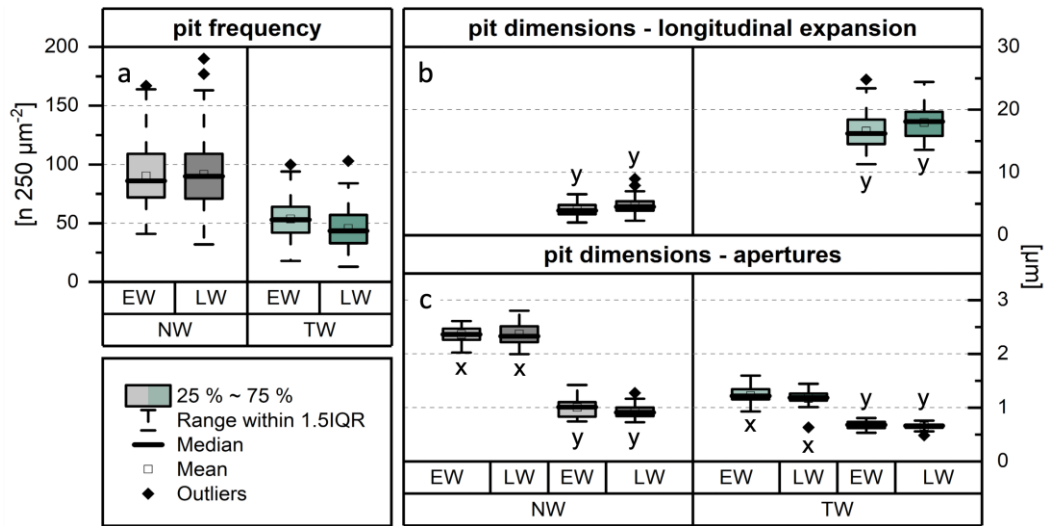 pit frequency
pit dimensions - longitudinal expansion
200
150
100
50
0
[n 250 µm⁻²]
a
EW LW EW LW
NW TW
b
y y y y
30
20
10
0
[µm]
pit dimensions - apertures
c
x x y y x x y y
3
2
1
0
EW LW EW LW EW LW EW LW
NW TW
25 % ~ 75 %
Range within 1.5IQR
Median
Mean
Outliers